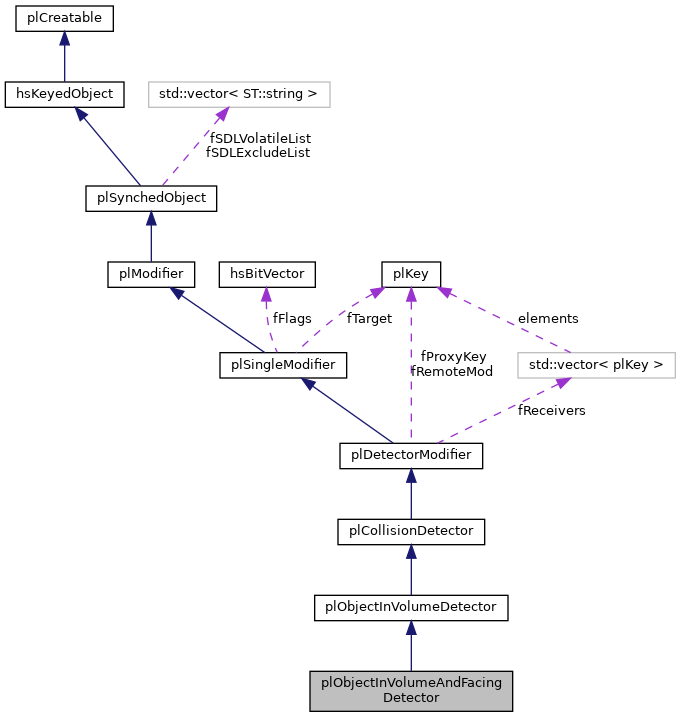 plCreatable
hsKeyedObject
std::vector< ST::string >
fSDLVolatileList
fSDLExcludeList
plSynchedObject
plModifier
hsBitVector
plKey
fFlags
fTarget
elements
fProxyKey
fRemoteMod
plSingleModifier
std::vector< plKey >
fReceivers
plDetectorModifier
plCollisionDetector
plObjectInVolumeDetector
plObjectInVolumeAndFacing
Detector